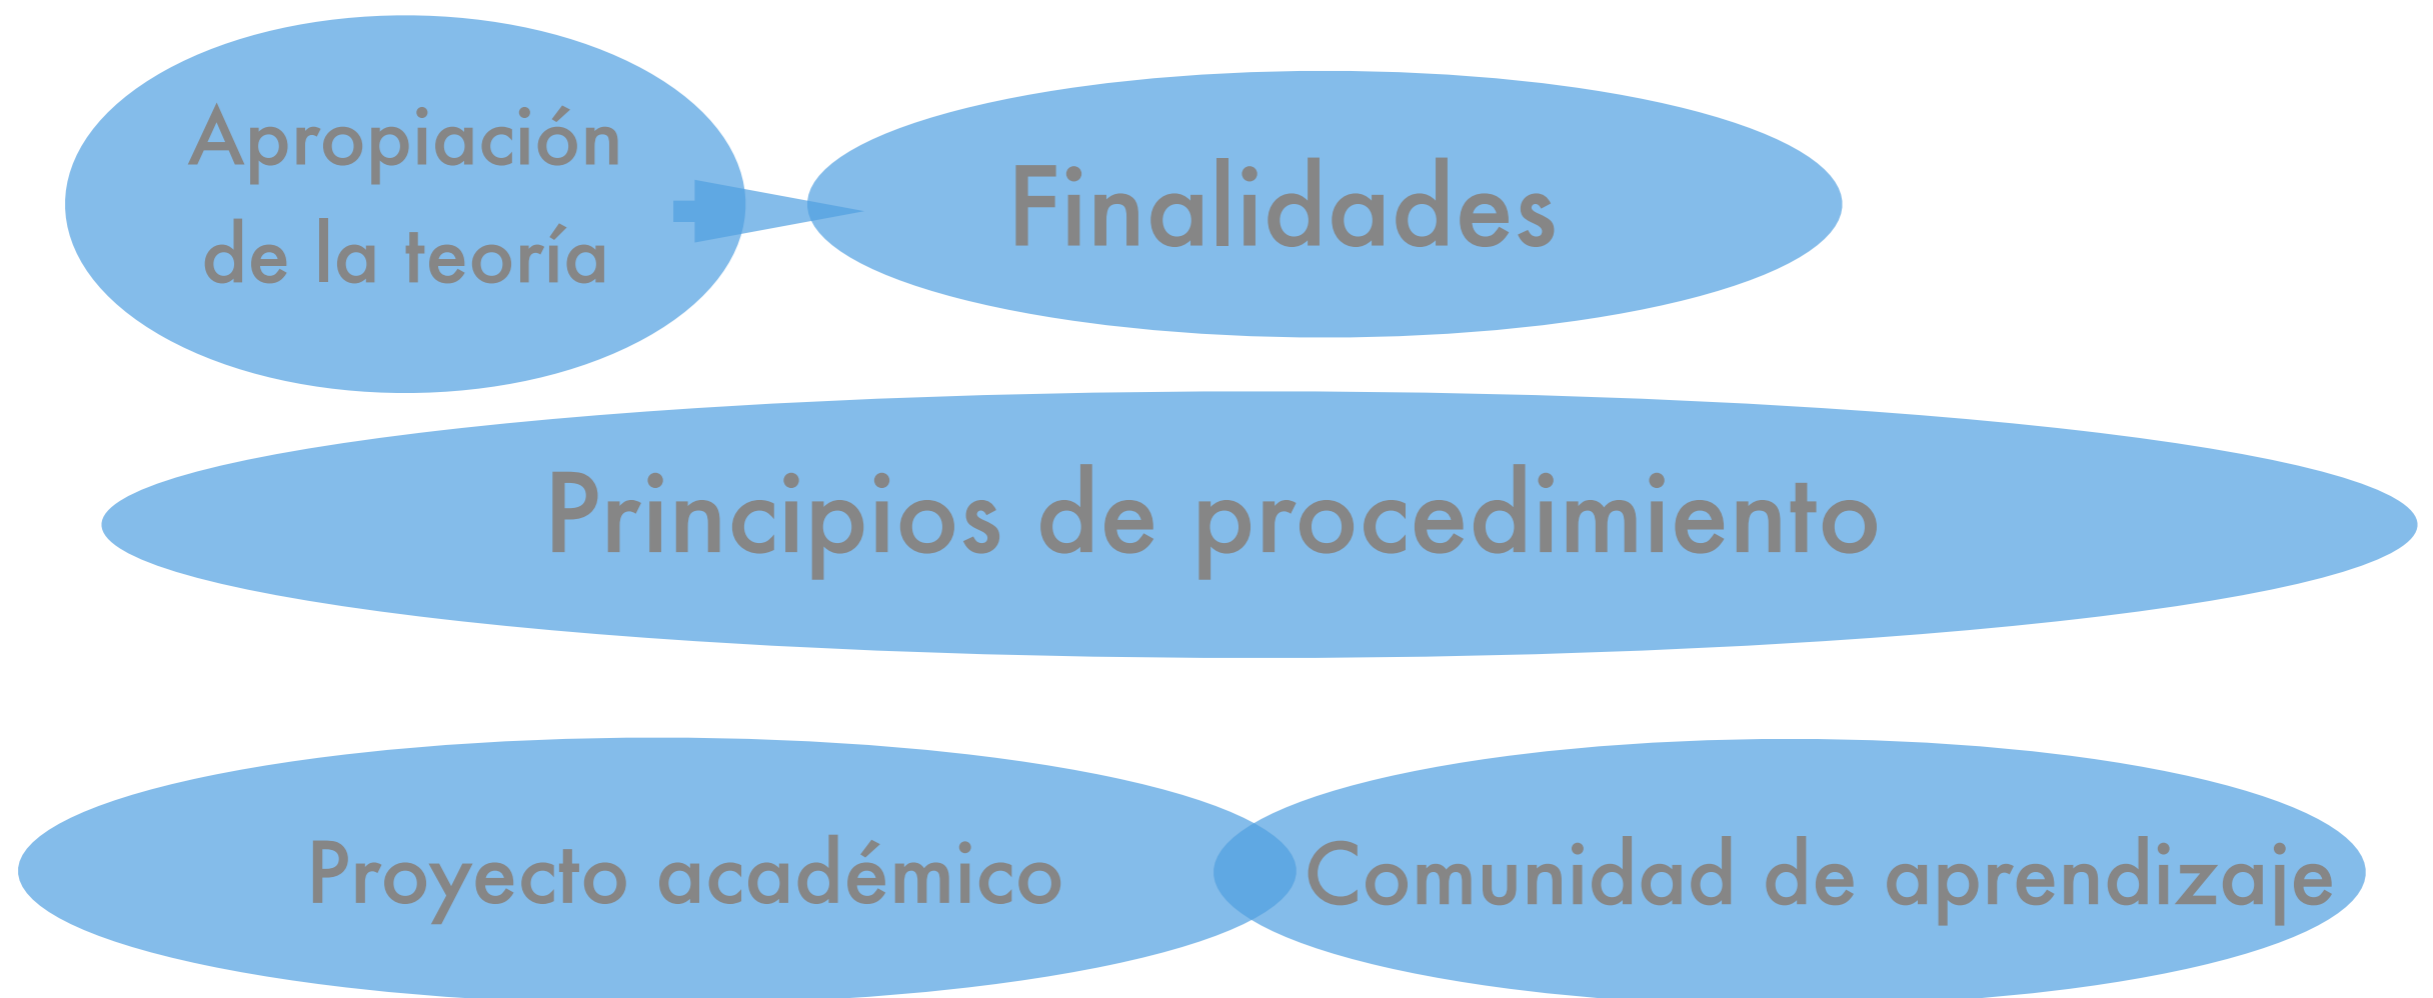 Apropiación
de la teoría
Finalidades
Principios de procedimiento
Proyecto académico
Comunidad de aprendizaje